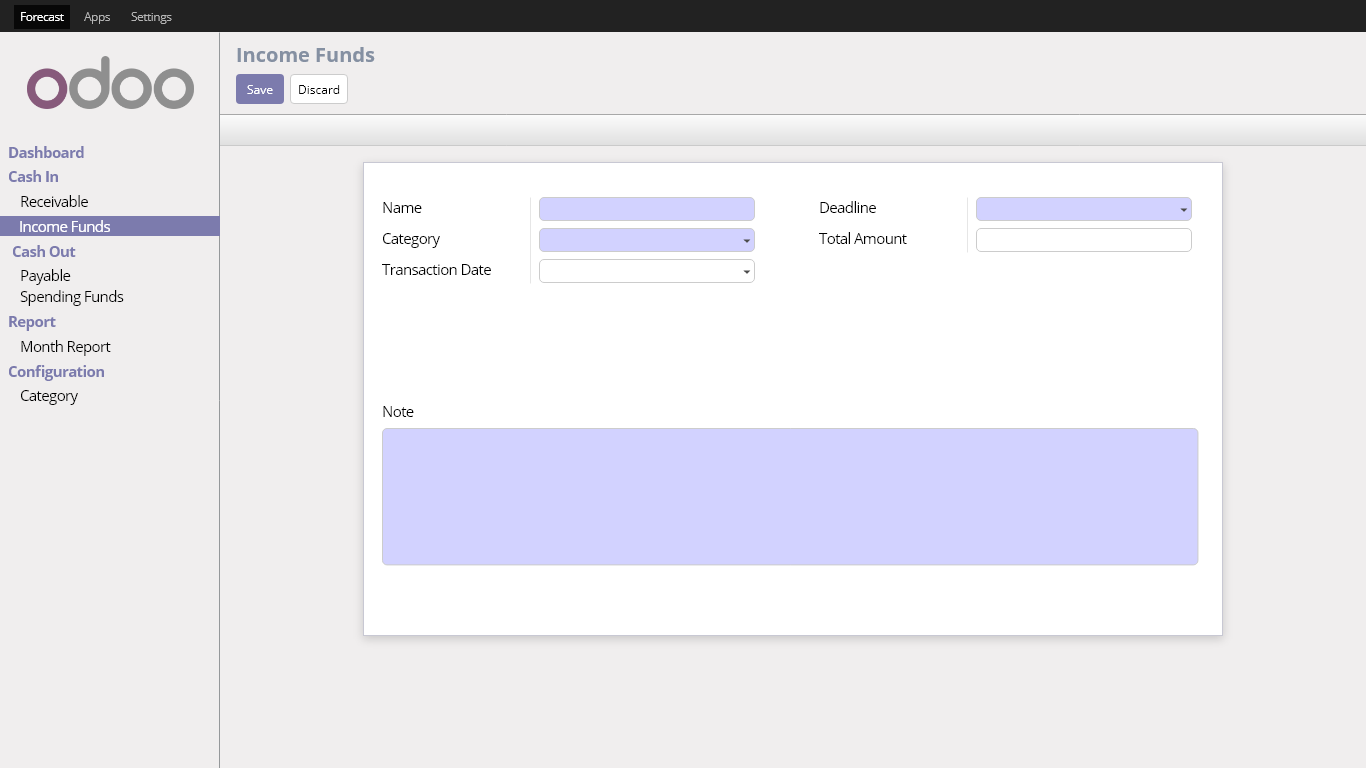 Forecast Apps Settings
odoo
Dashboard
Cash In
Receivable
Income Funds
Cash Out
Payable
Spending Funds
Report
Month Report
Configuration
Category
Income Funds
Save Discard
Name
Category
Transaction Date
Deadline
Total Amount
Note